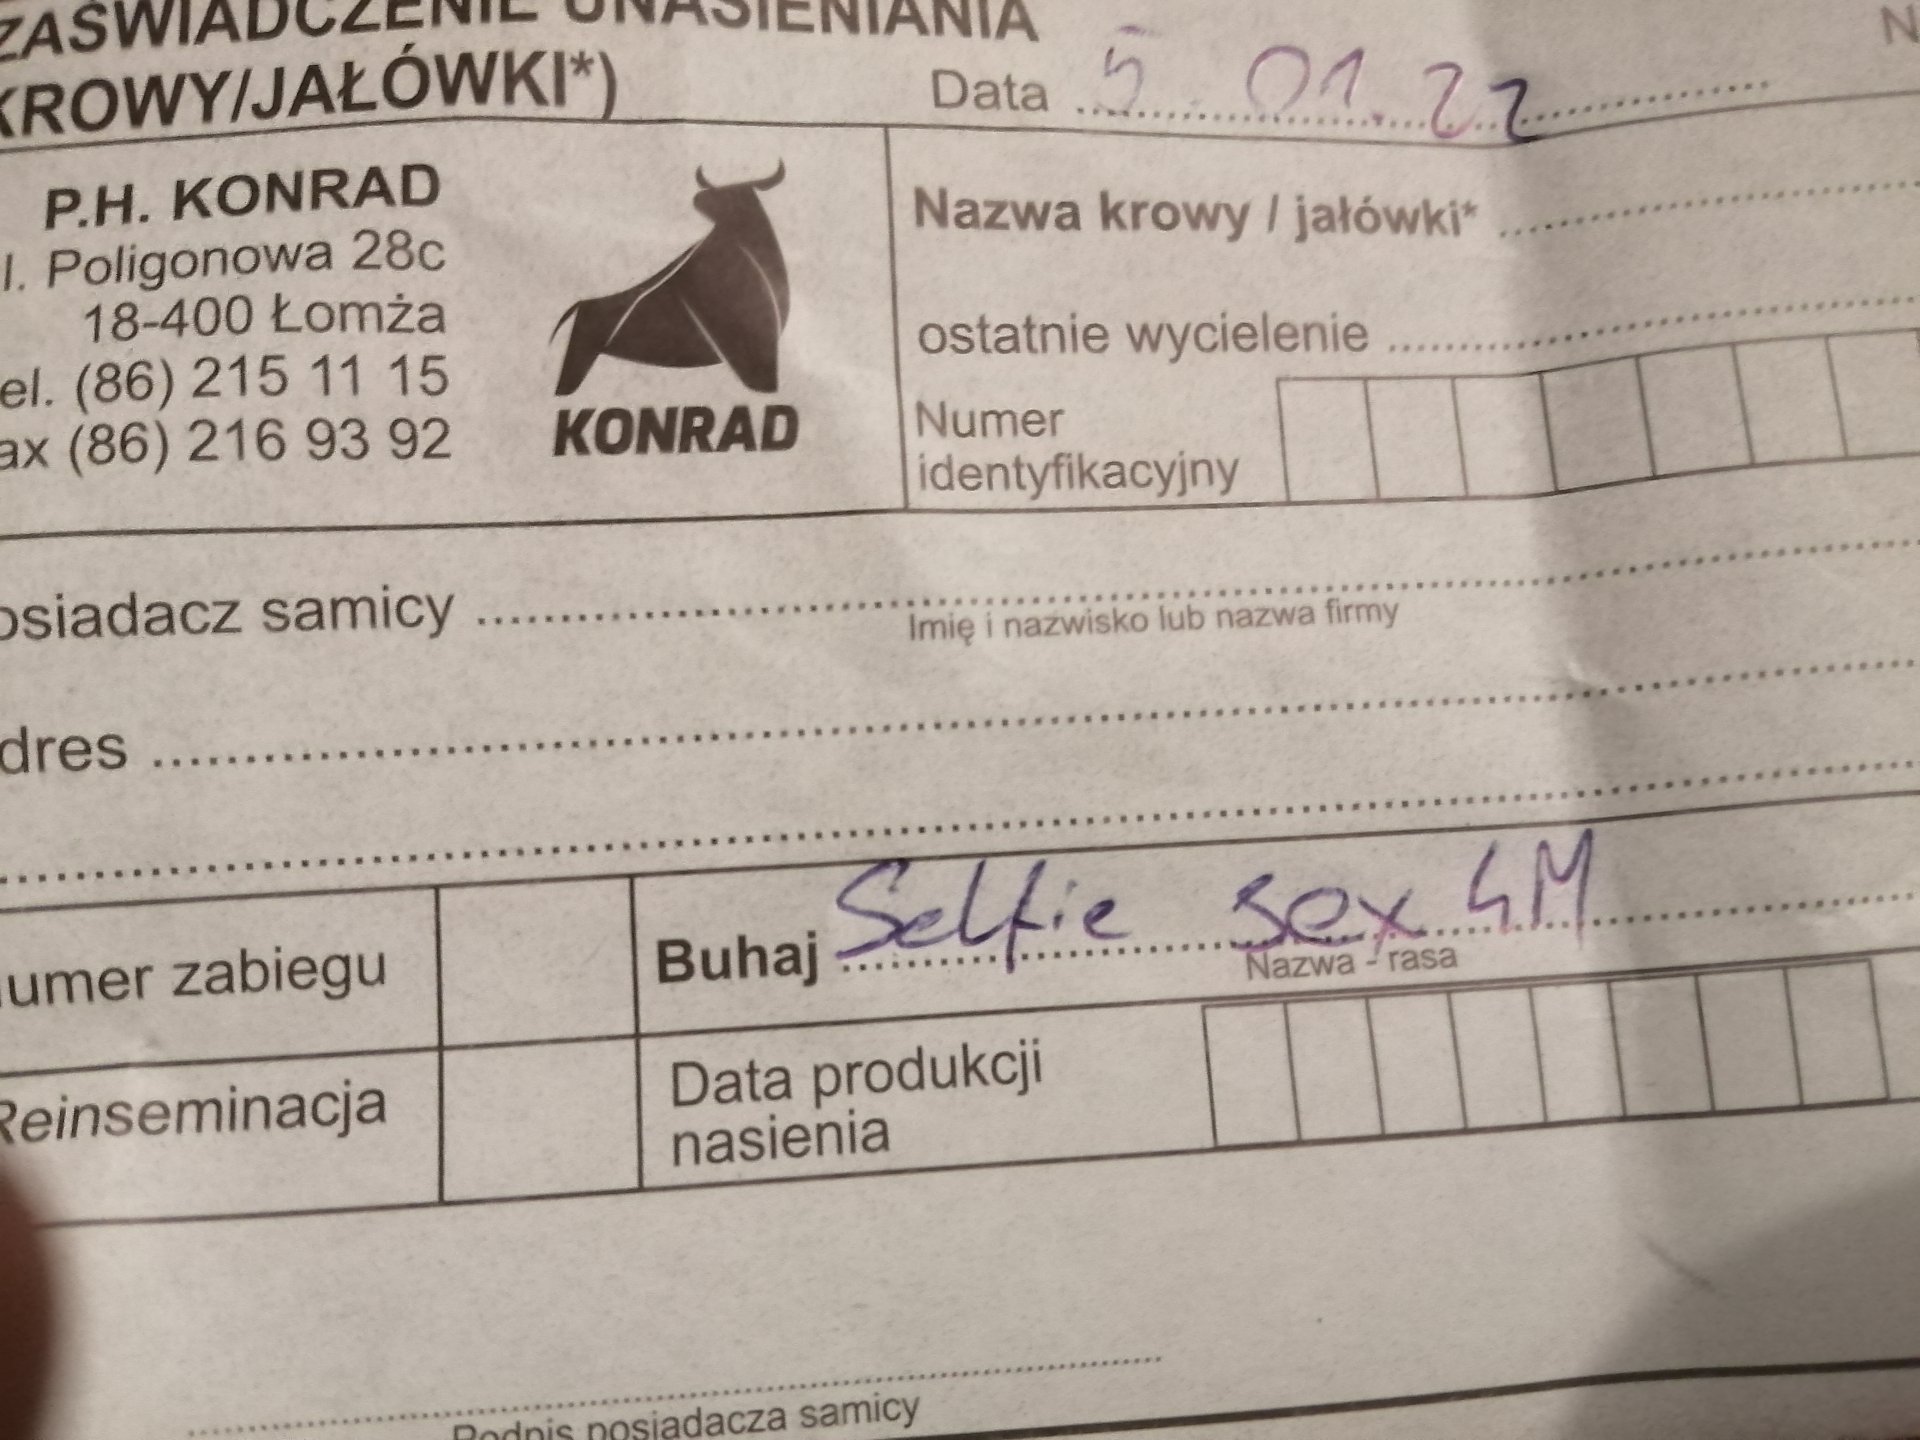 ZAŚWIADCZENIE UNASIENIANIA
KROWY/JAŁÓWKI*)
Data 5.01.22
N
P.H. KONRAD
l. Poligonowa 28c
18-400 Łomża
el. (86) 215 11 15
ax (86) 216 93 92
KONRAD
Nazwa krowy / jałówki*
ostatnie wycielenie
Numer
identyfikacyjny
osiadacz samicy
Imię i nazwisko lub nazwa firmy
dres
umer zabiegu
Buhaj Selfie sex 4M
Nazwa - rasa
Reinseminacja
Data produkcji
nasienia
Podpis posiadacza samicy